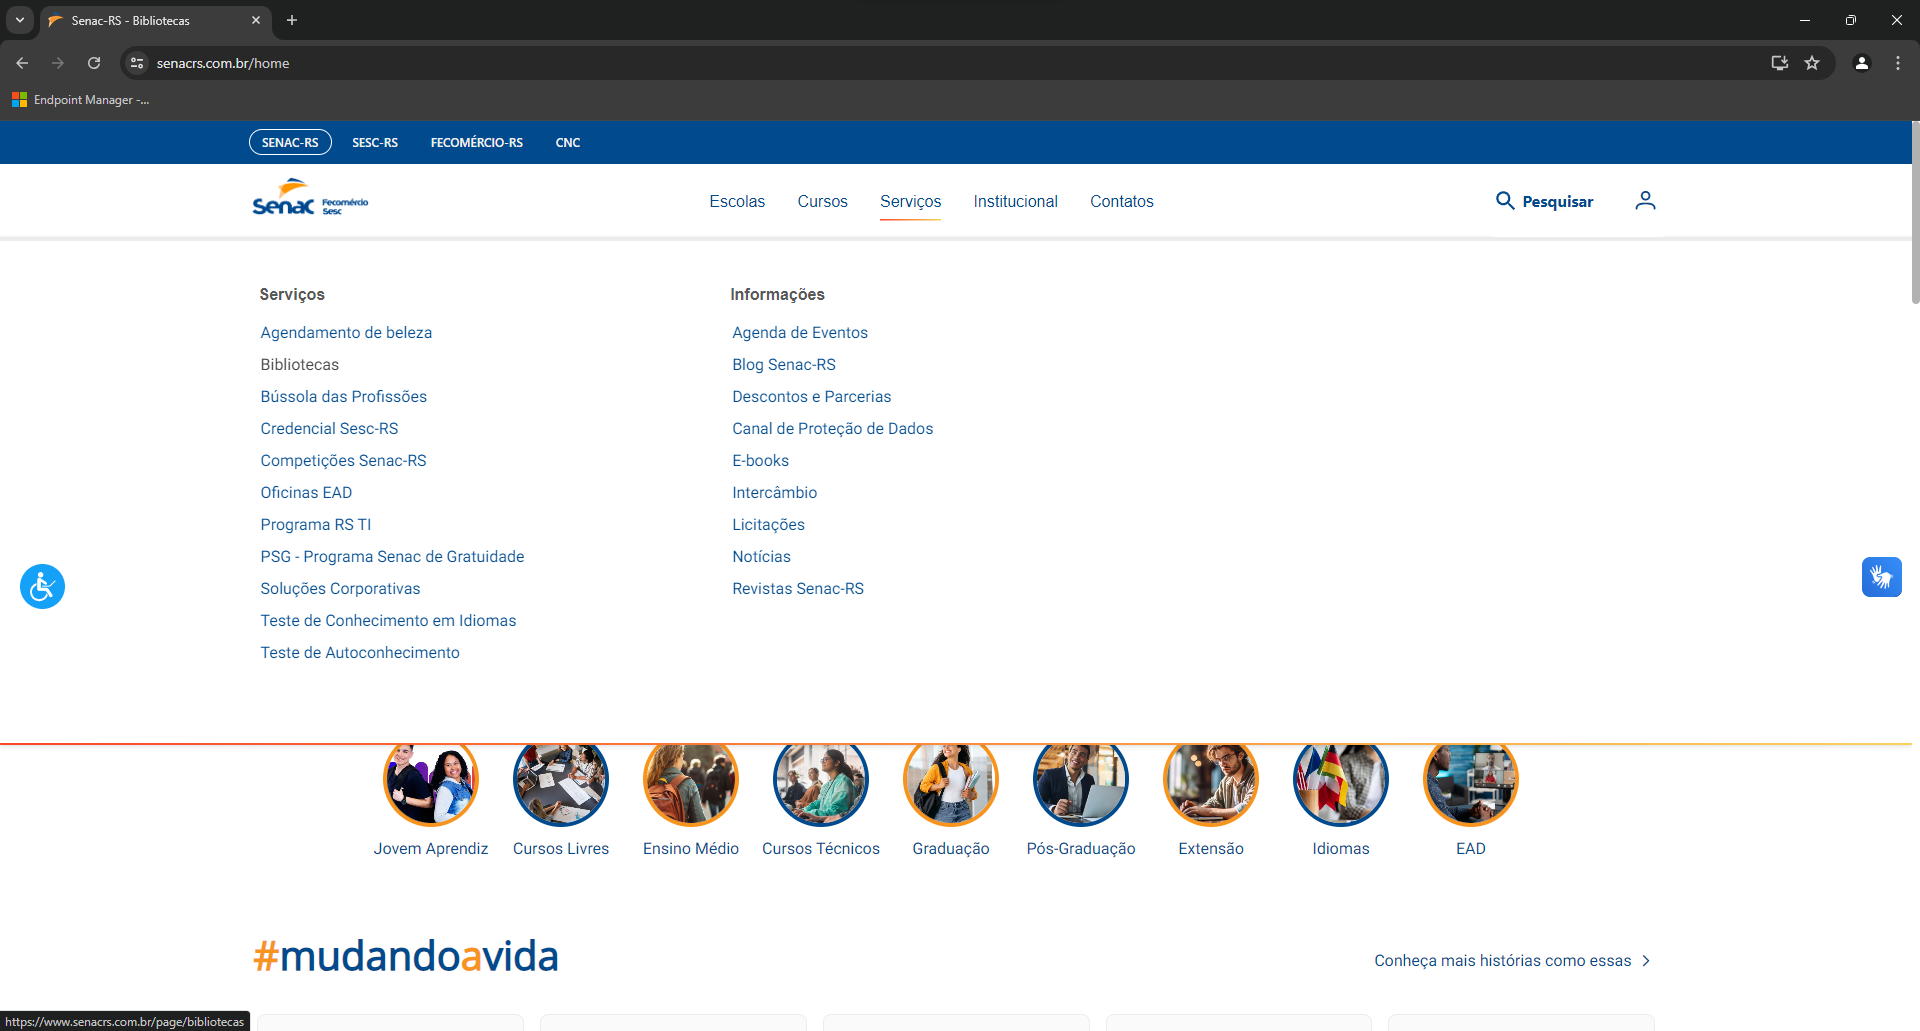 Senac-RS - Bibliotecas
senacrs.com.br/home
Endpoint Manager -...
SENAC-RS SESC-RS FECOMÉRCIO-RS CNC
Senac Fecomércio Sesc
Escolas Cursos Serviços Institucional Contatos
Pesquisar
Serviços
Agendamento de beleza
Bibliotecas
Bússola das Profissões
Credencial Sesc-RS
Competições Senac-RS
Oficinas EAD
Programa RS TI
PSG - Programa Senac de Gratuidade
Soluções Corporativas
Teste de Conhecimento em Idiomas
Teste de Autoconhecimento
Informações
Agenda de Eventos
Blog Senac-RS
Descontos e Parcerias
Canal de Proteção de Dados
E-books
Intercâmbio
Licitações
Notícias
Revistas Senac-RS
Jovem Aprendiz Cursos Livres Ensino Médio Cursos Técnicos Graduação Pós-Graduação Extensão Idiomas EAD
#mudandoavida
Conheça mais histórias como essas
https://www.senacrs.com.br/page/bibliotecas